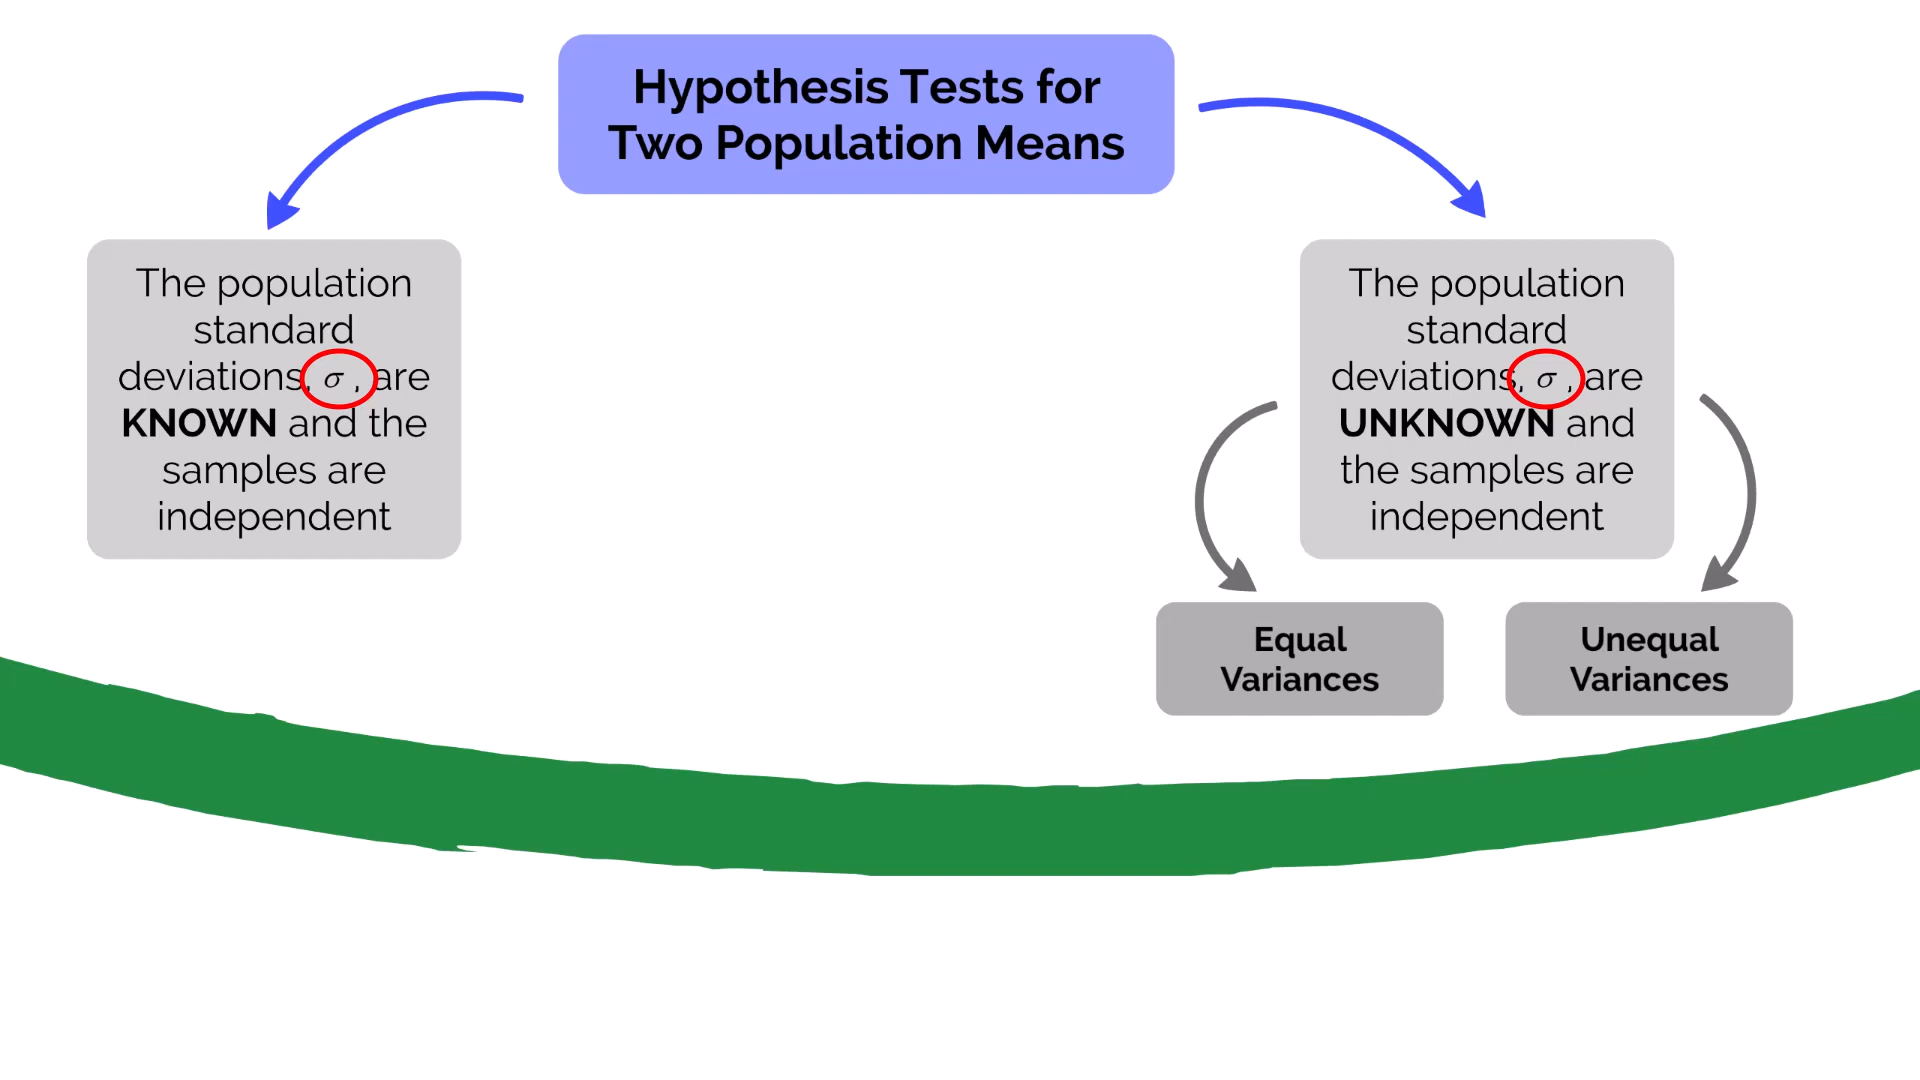 Hypothesis Tests for
Two Population Means
The population
standard
deviations, σ, are
KNOWN and the
samples are
independent
The population
standard
deviations, σ, are
UNKNOWN and
the samples are
independent
Equal
Variances
Unequal
Variances